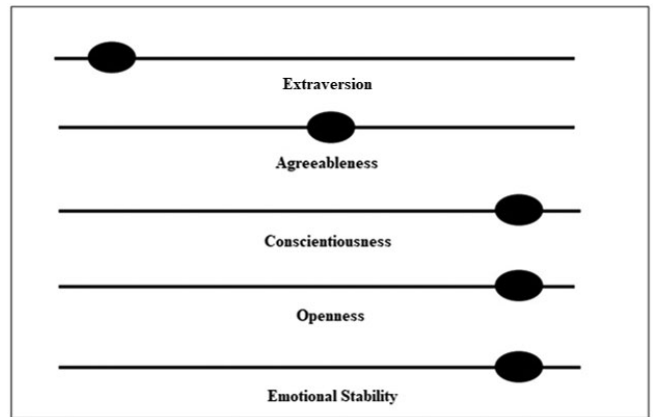 Extraversion
Agreeableness
Conscientiousness
Openness
Emotional Stability